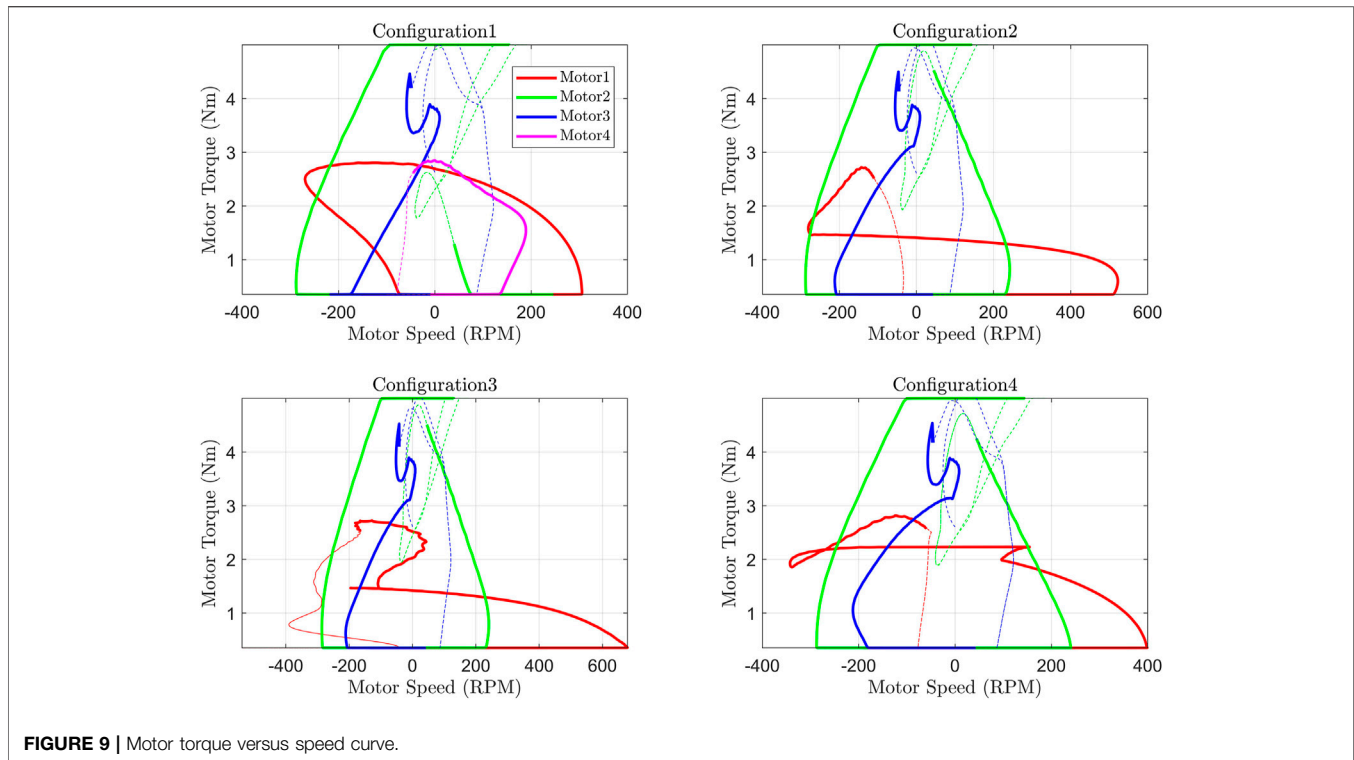 Configuration1
Motor Torque (Nm)
4
3
2
1
Motor1
Motor2
Motor3
Motor4
-400 -200 0 200 400
Motor Speed (RPM)
Configuration2
Motor Torque (Nm)
4
3
2
1
-400 -200 0 200 400 600
Motor Speed (RPM)
Configuration3
Motor Torque (Nm)
4
3
2
1
-400 -200 0 200 400 600
Motor Speed (RPM)
Configuration4
Motor Torque (Nm)
4
3
2
1
-400 -200 0 200 400
Motor Speed (RPM)
FIGURE 9 | Motor torque versus speed curve.